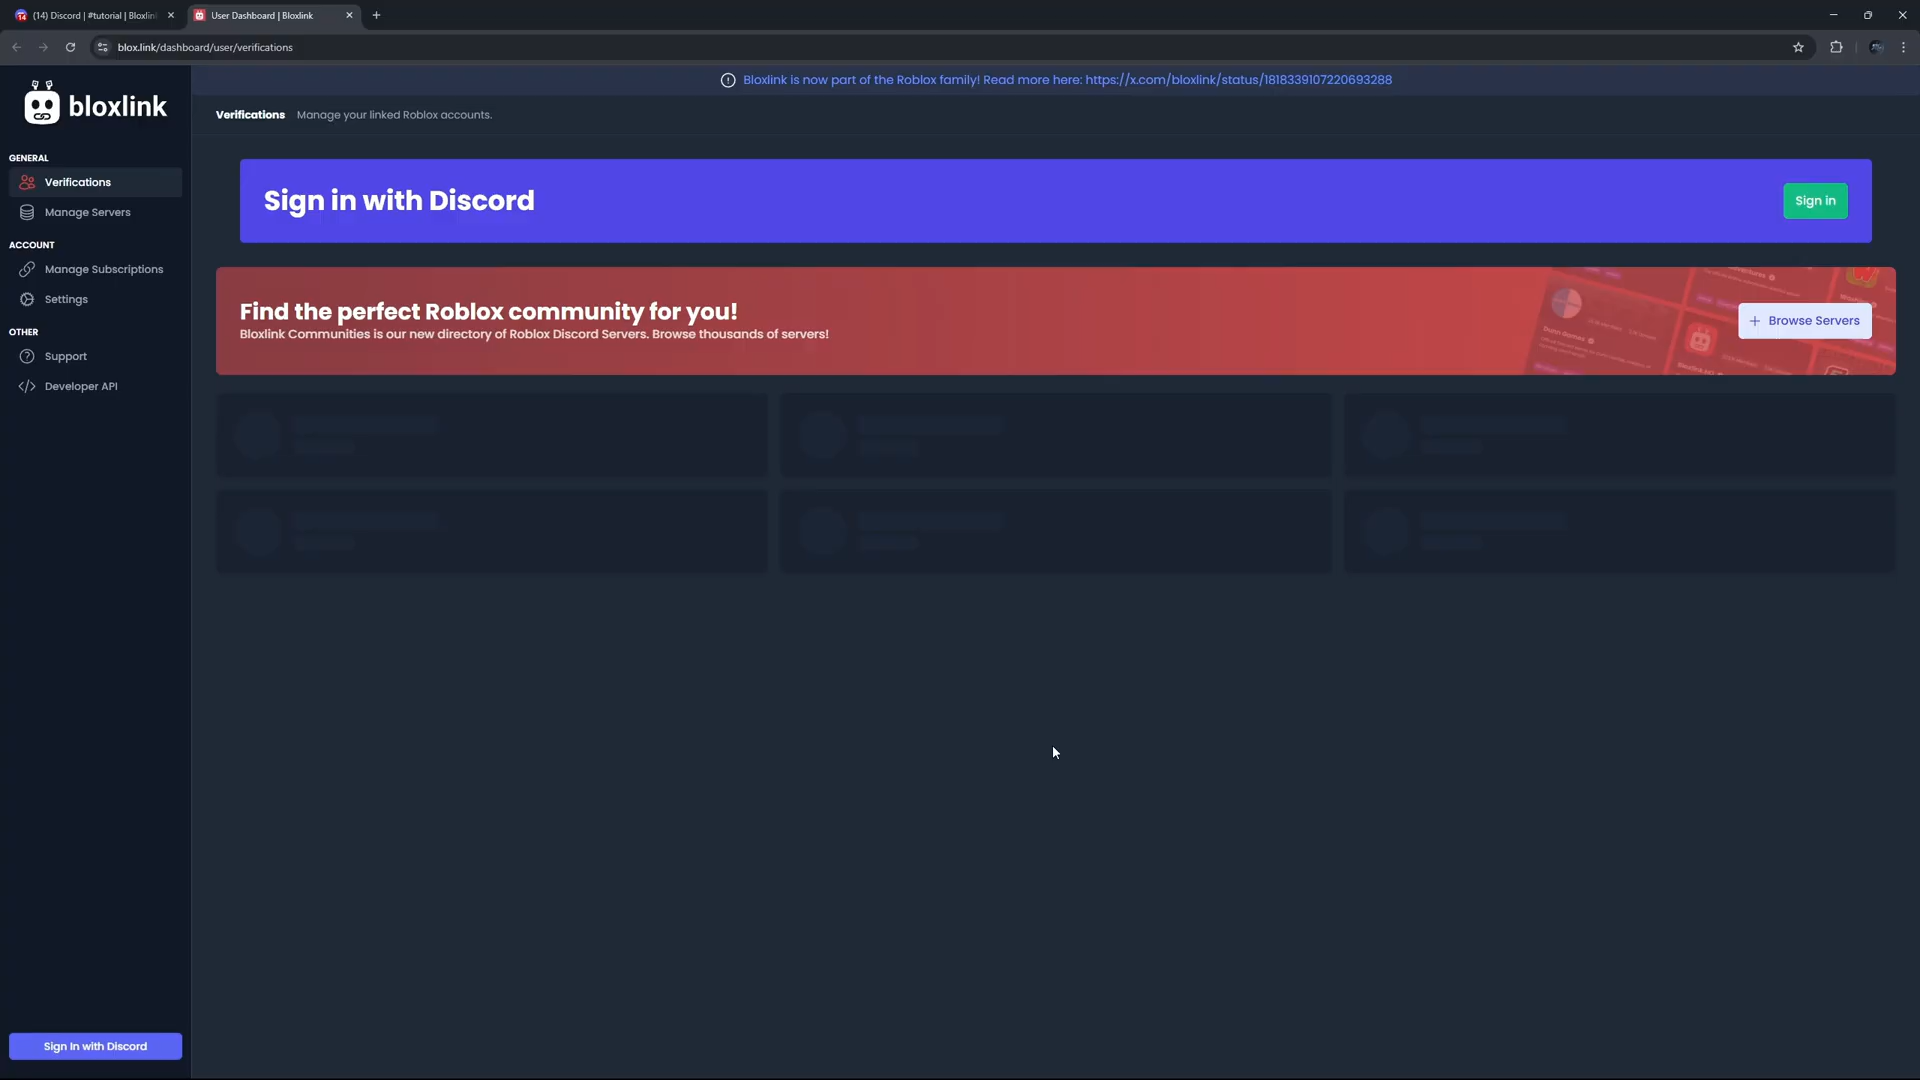 (14) Discord | #tutorial | Bloxlin
User Dashboard | Bloxlink
blox.link/dashboard/user/verifications
bloxlink
Bloxlink is now part of the Roblox family! Read more here: https://x.com/bloxlink/status/1818339107220693288
Verifications Manage your linked Roblox accounts.
GENERAL
Verifications
Manage Servers
ACCOUNT
Manage Subscriptions
Settings
OTHER
Support
Developer API
Sign in with Discord
Sign in
Find the perfect Roblox community for you!
Bloxlink Communities is our new directory of Roblox Discord Servers. Browse thousands of servers!
Browse Servers
Sign In with Discord